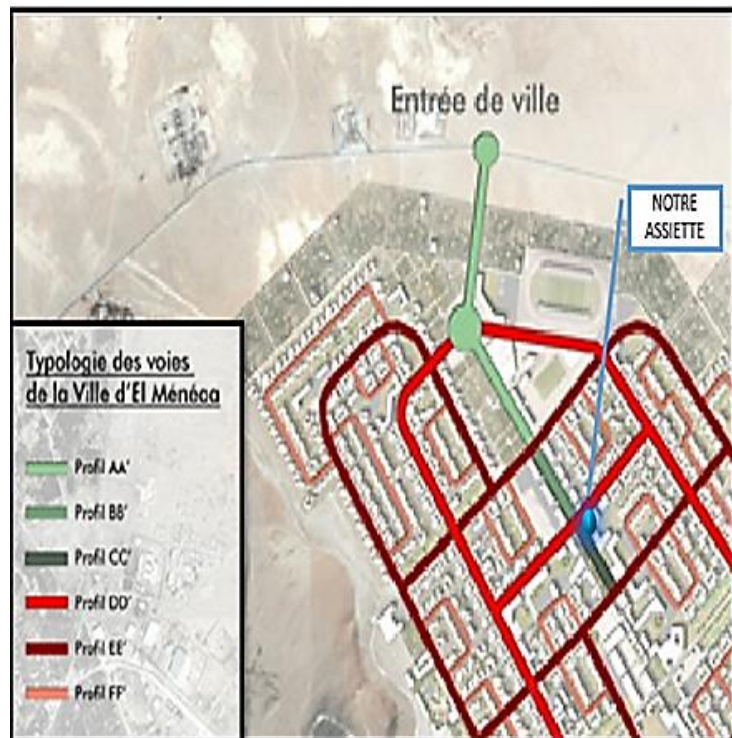 Entrée de ville
NOTRE
ASSIETTE
Typologie des voies
de la Ville d'El Ménéca
Profil AA'
Profil BB'
Profil CC'
Profil DD'
Profil EE'
Profil FF'